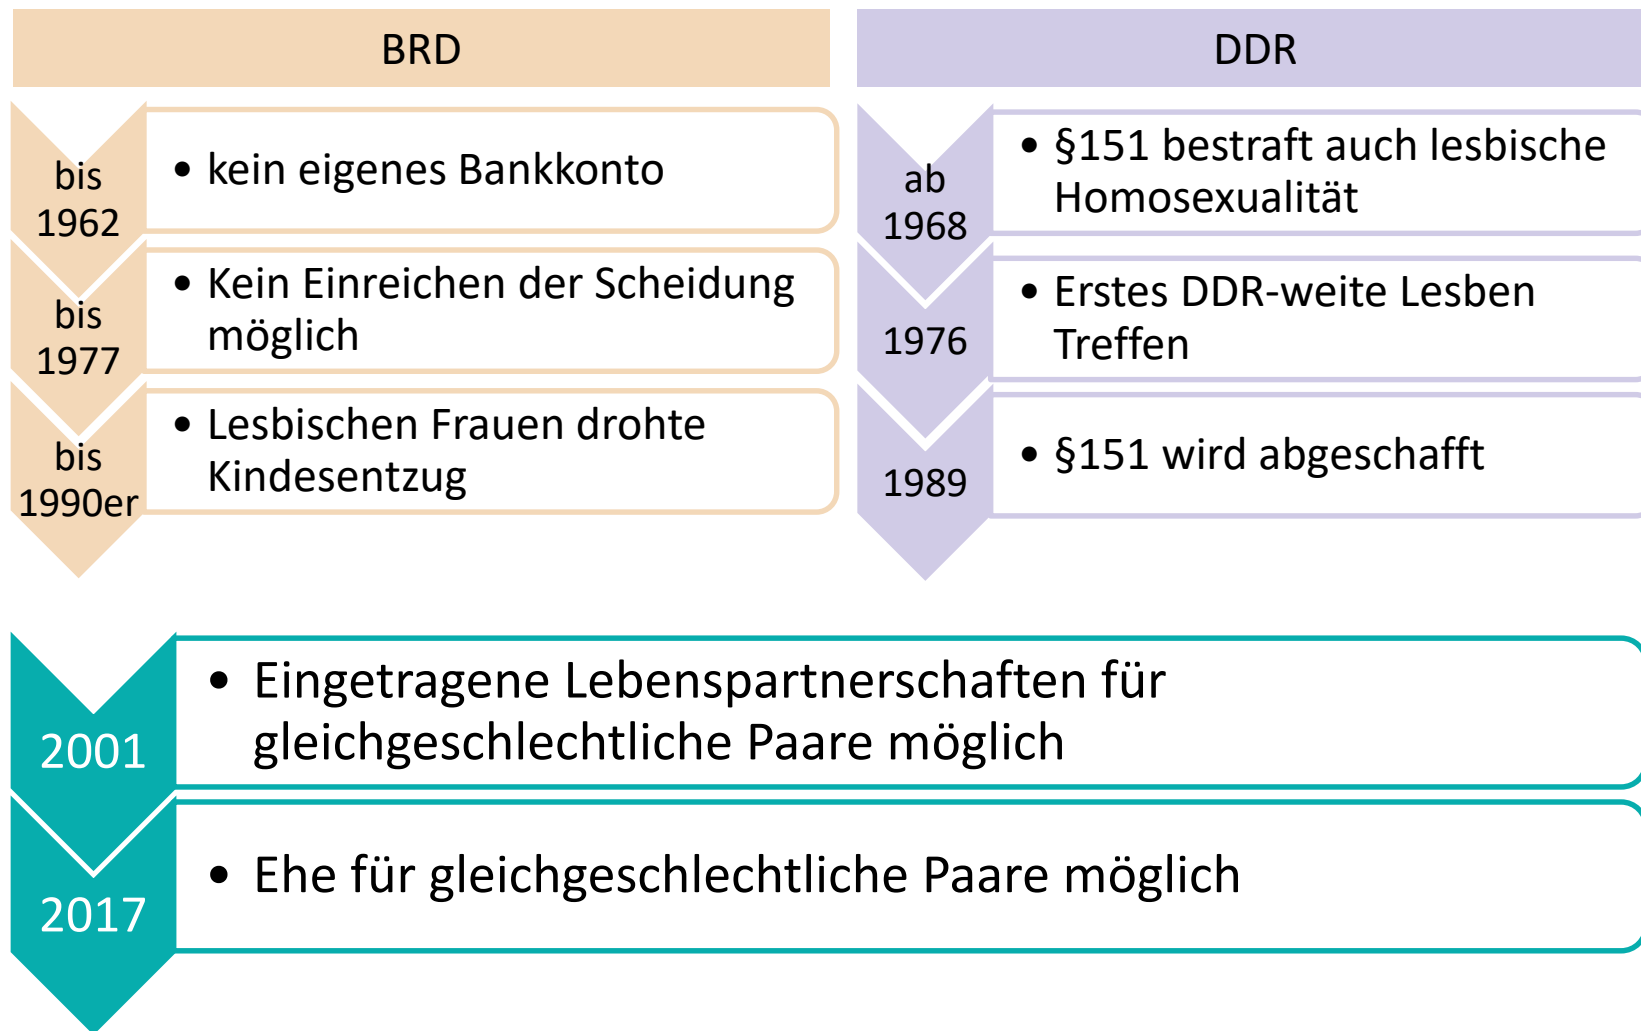 BRD
bis
1962
• kein eigenes Bankkonto
bis
1977
• Kein Einreichen der Scheidung
möglich
bis
1990er
• Lesbischen Frauen drohte
Kindesentzug
DDR
ab
1968
• §151 bestraft auch lesbische
Homosexualität
1976
• Erstes DDR-weite Lesben
Treffen
1989
• §151 wird abgeschafft
2001
• Eingetragene Lebenspartnerschaften für
gleichgeschlechtliche Paare möglich
2017
• Ehe für gleichgeschlechtliche Paare möglich